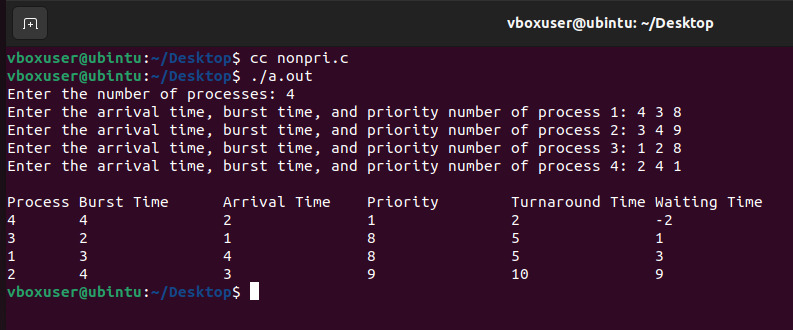 vboxuser@ubintu: ~/Desktop
vboxuser@ubintu:~/Desktop$ cc nonpri.c
vboxuser@ubintu:~/Desktop$ ./a.out
Enter the number of processes: 4
Enter the arrival time, burst time, and priority number of process 1: 4 3 8
Enter the arrival time, burst time, and priority number of process 2: 3 4 9
Enter the arrival time, burst time, and priority number of process 3: 1 2 8
Enter the arrival time, burst time, and priority number of process 4: 2 4 1
Process Burst Time Arrival Time Priority Turnaround Time Waiting Time
4 4 2 1 2 -2
3 2 1 8 5 1
1 3 4 8 5 3
2 4 3 9 10 9
vboxuser@ubintu:~/Desktop$